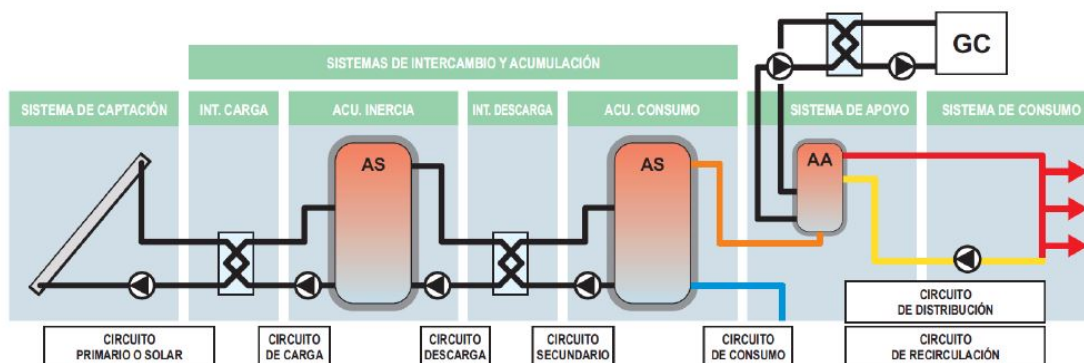 GC
SISTEMAS DE INTERCAMBIO Y ACUMULACIÓN
SISTEMA DE CAPTACIÓN
INT. CARGA
ACU. INERCIA
INT. DESCARGA
ACU. CONSUMO
SISTEMA DE APOYO
SISTEMA DE CONSUMO
AS
AS
AA
CIRCUITO
DE DISTRIBUCIÓN
CIRCUITO
PRIMARIO O SOLAR
CIRCUITO
DE CARGA
CIRCUITO
DESCARGA
CIRCUITO
SECUNDARIO
CIRCUITO
DE CONSUMO
CIRCUITO
DE RECIRCULACIÓN